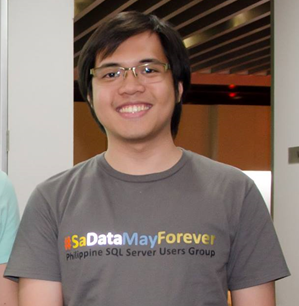 #SaDataMayForever
Philippine SQL Server Users Group